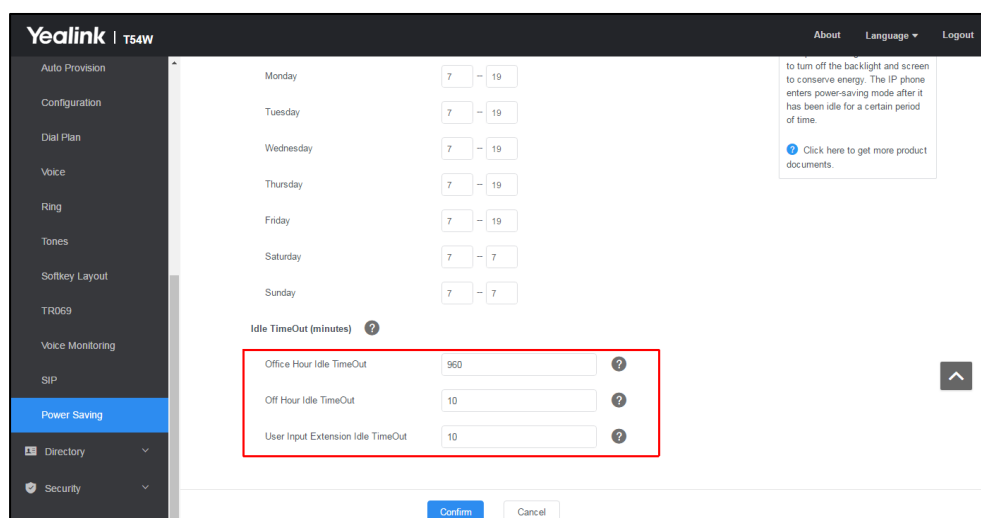 Yealink | T54W
About Language Logout
Auto Provision
Configuration
Dial Plan
Voice
Ring
Tones
Softkey Layout
TR069
Voice Monitoring
SIP
Power Saving
Directory
Security
Monday 7 – 19
Tuesday 7 – 19
Wednesday 7 – 19
Thursday 7 – 19
Friday 7 – 19
Saturday 7 – 7
Sunday 7 – 7
Idle TimeOut (minutes) ?
Office Hour Idle TimeOut 960 ?
Off Hour Idle TimeOut 10 ?
User Input Extension Idle TimeOut 10 ?
Confirm Cancel
to turn off the backlight and screen
to conserve energy. The IP phone
enters power-saving mode after it
has been idle for a certain period
of time.
? Click here to get more product
documents.